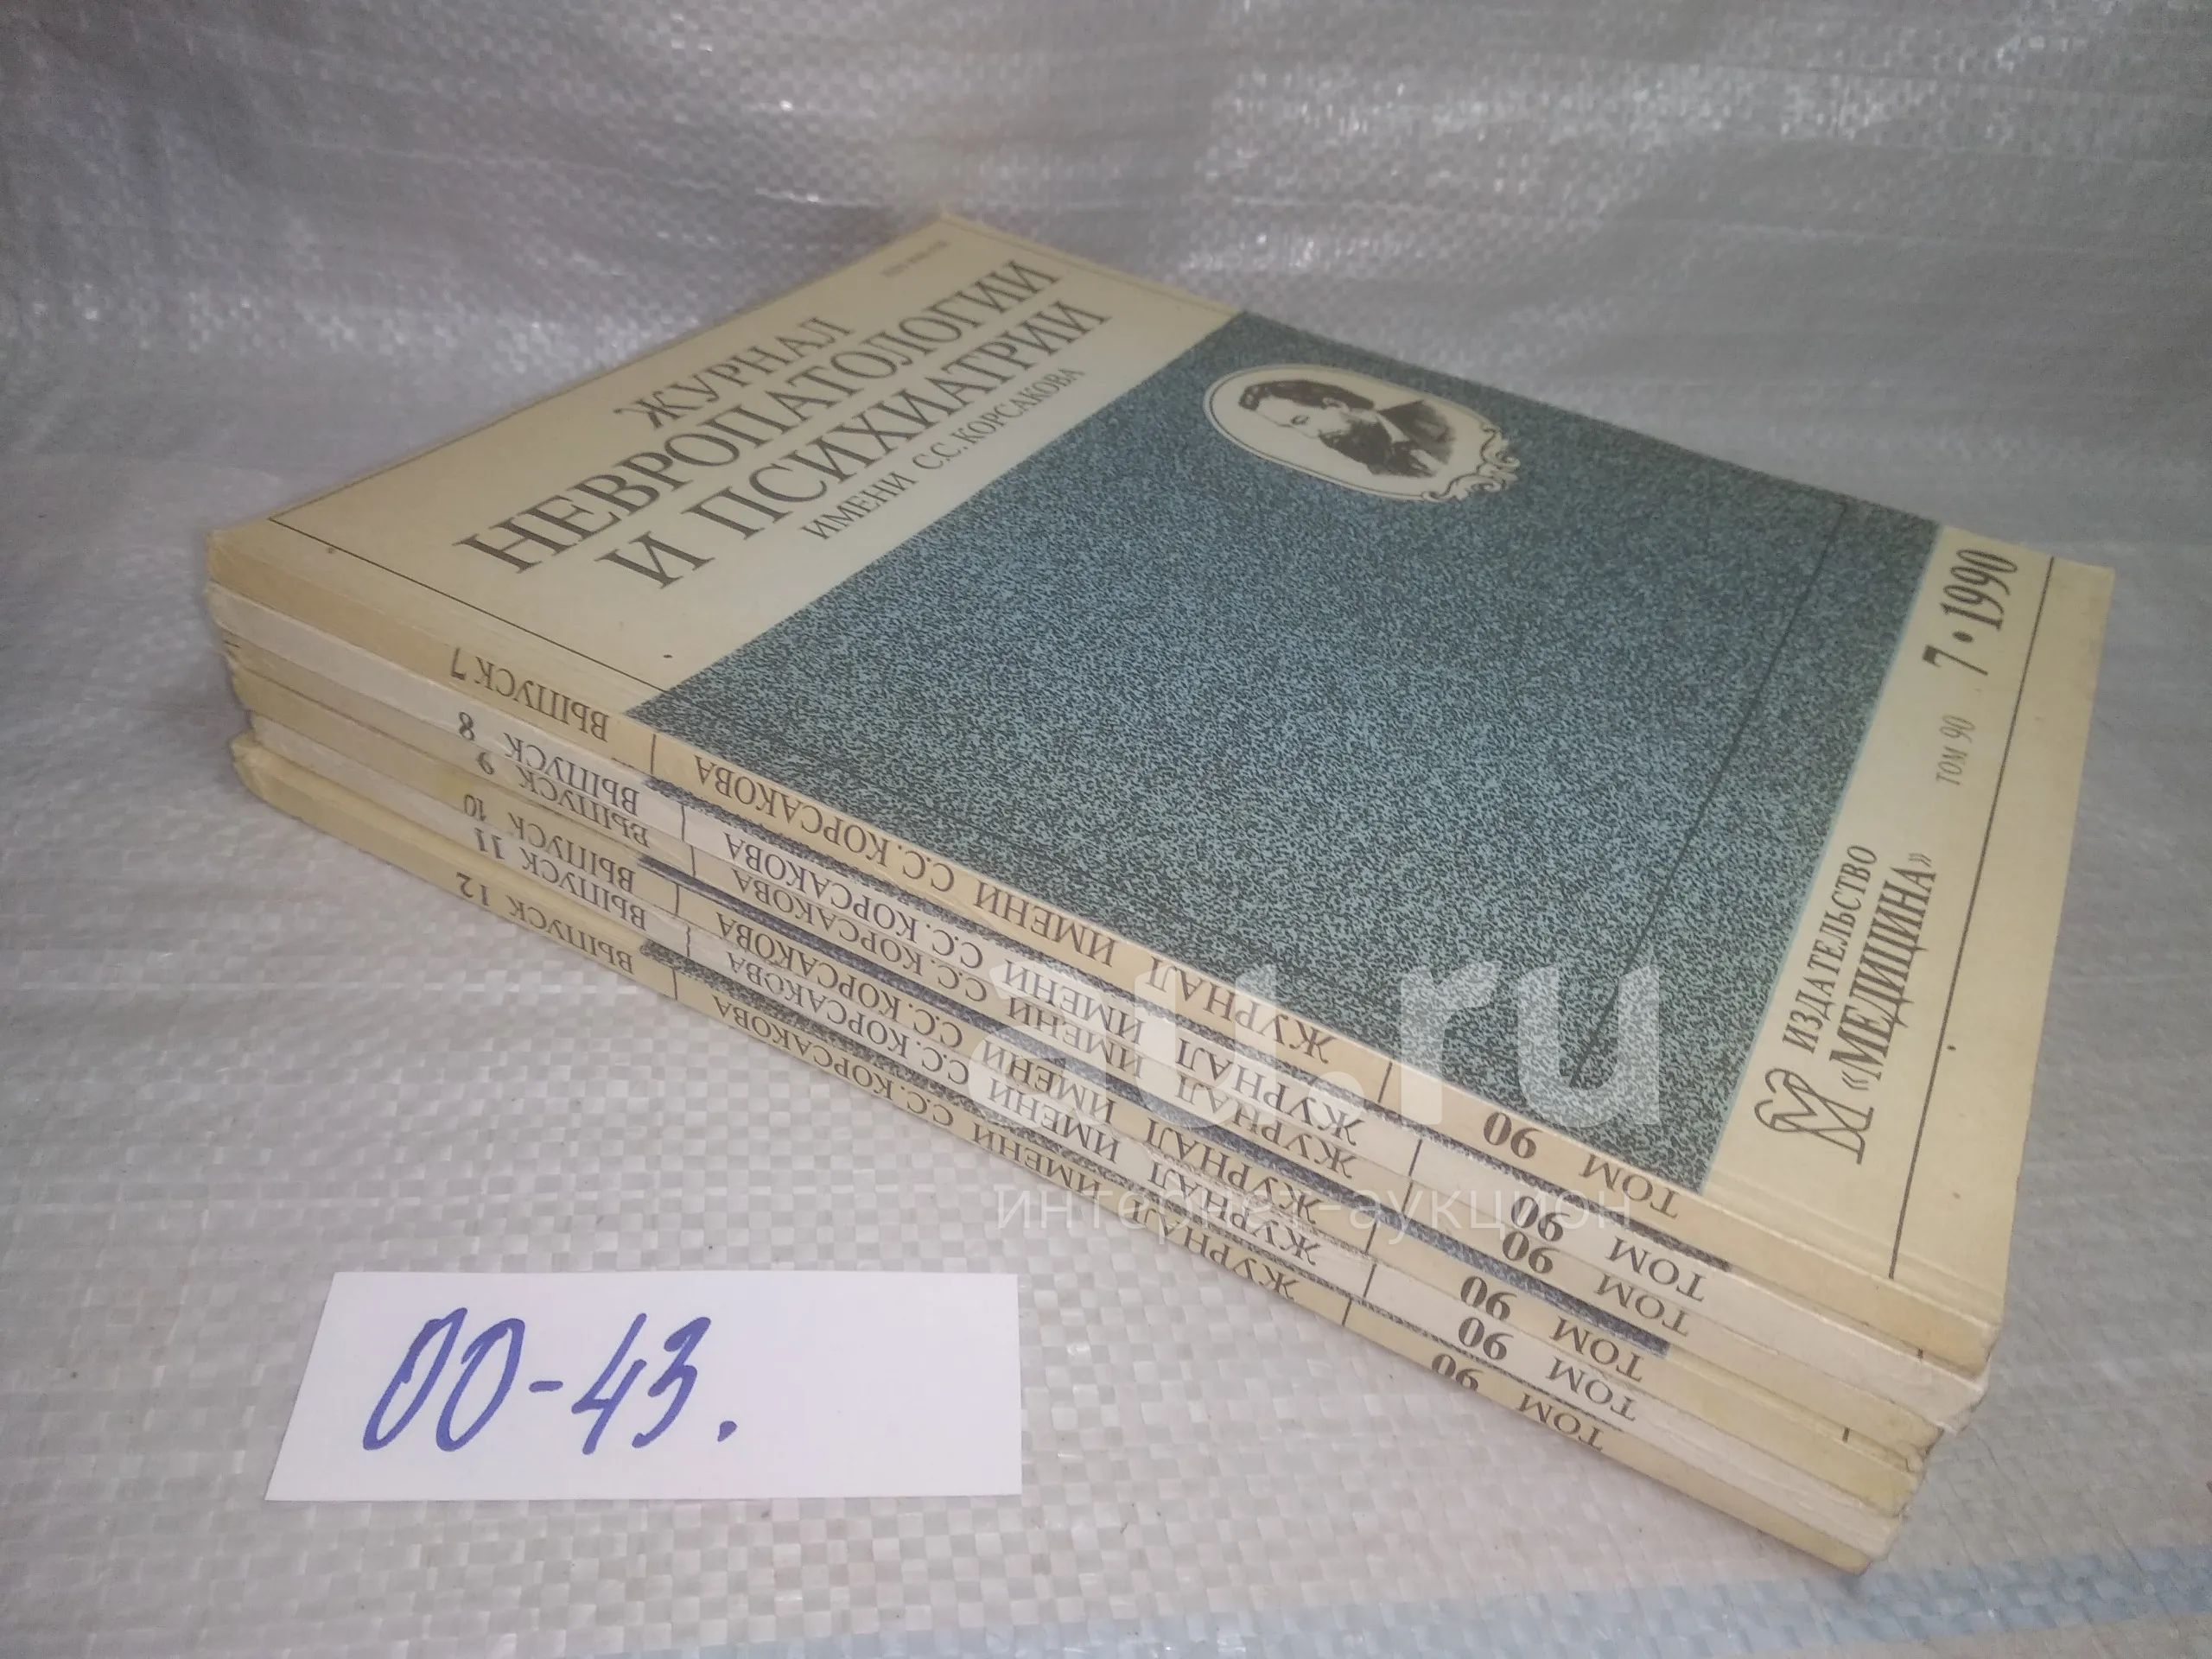 ЖУРНАЛ
НЕВРОПАТОЛОГИИ
И ПСИХИАТРИИ
ИМЕНИ С.С.КОРСАКОВА
ТОМ 90 7•1990
ИЗДАТЕЛЬСТВО
«МЕДИЦИНА»
ТОМ 90 ЖУРНАЛ ИМЕНИ С.С. КОРСАКОВА ВЫПУСК 7
ТОМ 90 ЖУРНАЛ ИМЕНИ С.С. КОРСАКОВА ВЫПУСК 8
ТОМ 90 ЖУРНАЛ ИМЕНИ С.С. КОРСАКОВА ВЫПУСК 9
ТОМ 90 ЖУРНАЛ ИМЕНИ С.С. КОРСАКОВА ВЫПУСК 10
ТОМ 90 ЖУРНАЛ ИМЕНИ С.С. КОРСАКОВА ВЫПУСК 11
ТОМ 90 ЖУРНАЛ ИМЕНИ С.С. КОРСАКОВА ВЫПУСК 12
au.ru
интернет-аукцион
00-43.